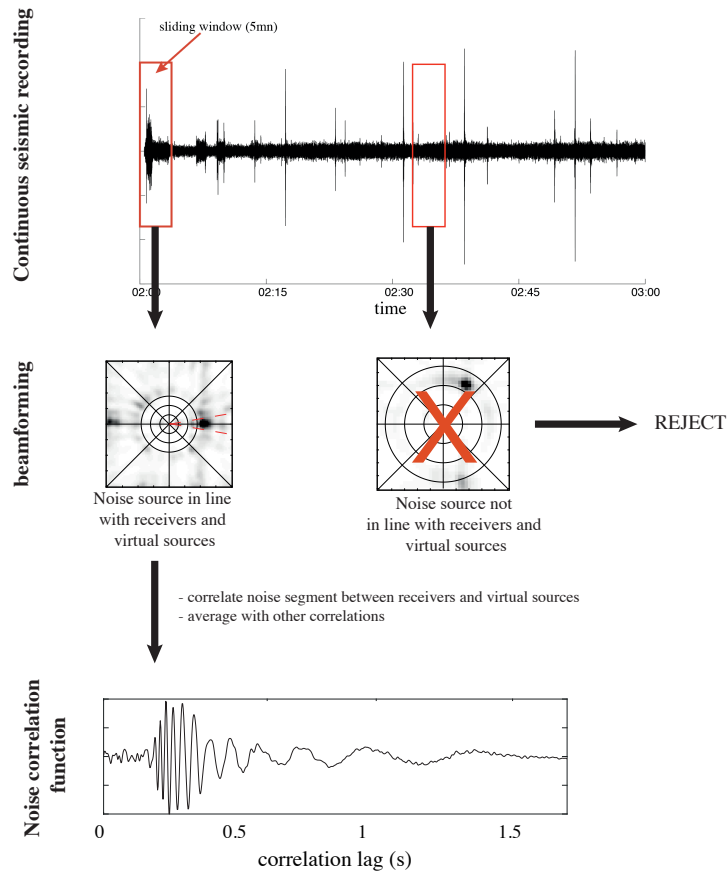 sliding window (5mn)
Continuous seismic recording
02:00
02:15
02:30
02:45
03:00
time
beamforming
REJECT
Noise source in line
with receivers and
virtual sources
Noise source not
in line with receivers and
virtual sources
- correlate noise segment between receivers and virtual sources
- average with other correlations
Noise correlation
function
0
0.5
1
1.5
correlation lag (s)